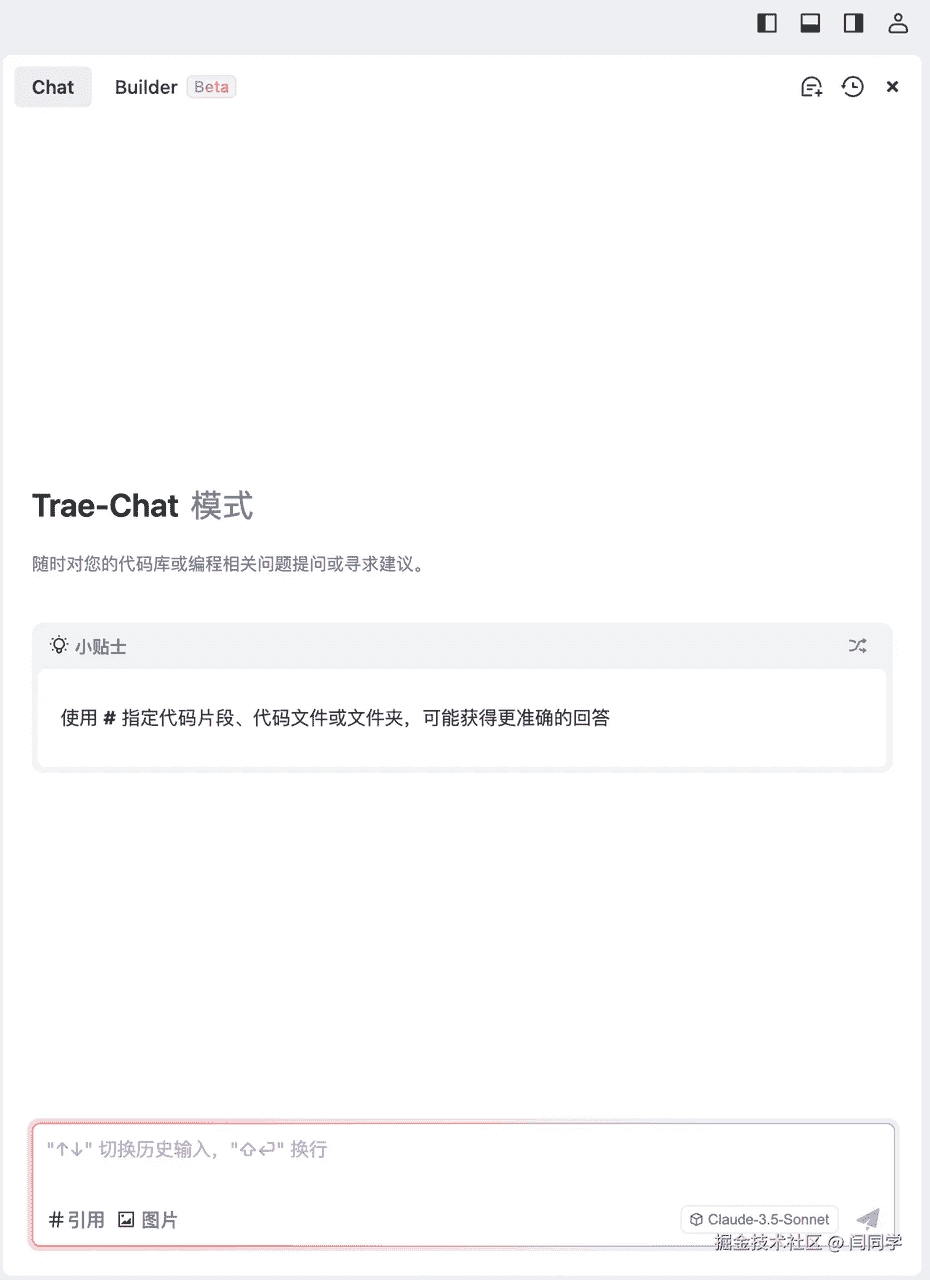 Chat Builder Beta
Trae-Chat 模式
随时对您的代码库或编程相关问题提问或寻求建议。
小贴士
使用 # 指定代码片段、代码文件或文件夹，可能获得更准确的回答
"↑↓" 切换历史输入，"⇧⏎" 换行
# 引用 图片 Claude-3.5-Sonnet
掘金技术社区 @ 闫同学